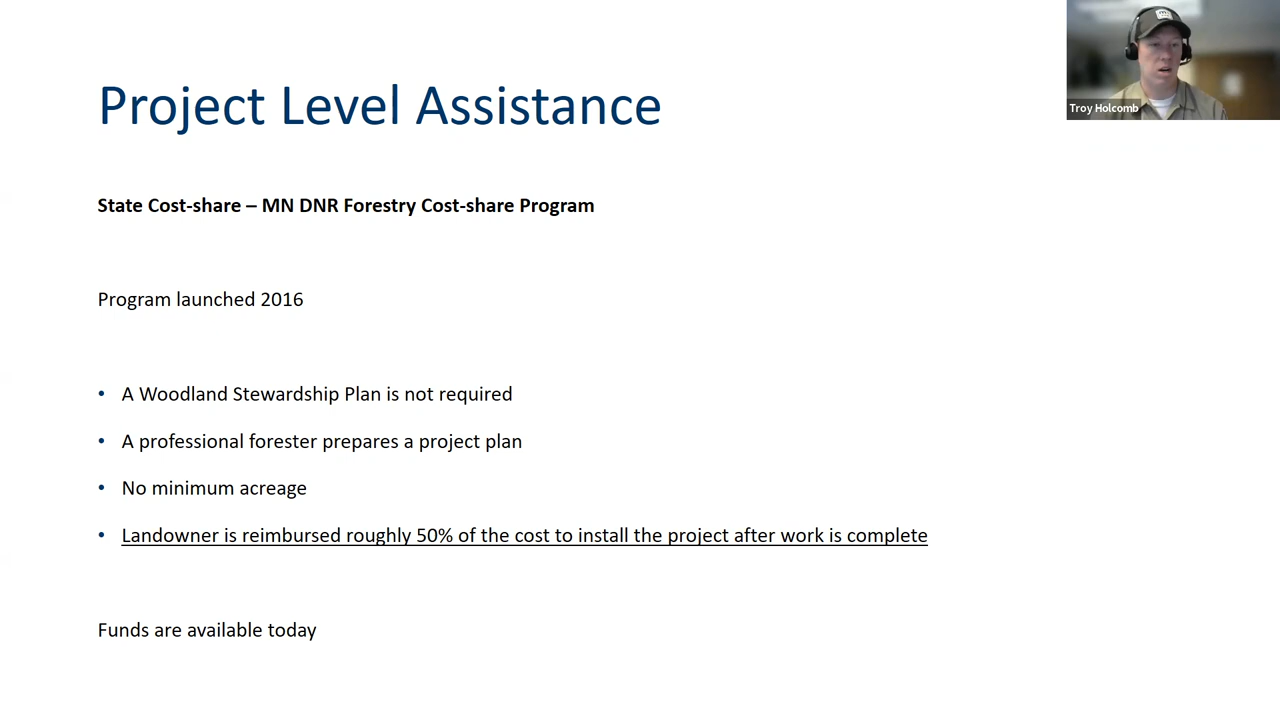 Project Level Assistance
Troy Holcomb
State Cost-share – MN DNR Forestry Cost-share Program
Program launched 2016
• A Woodland Stewardship Plan is not required
• A professional forester prepares a project plan
• No minimum acreage
• Landowner is reimbursed roughly 50% of the cost to install the project after work is complete
Funds are available today